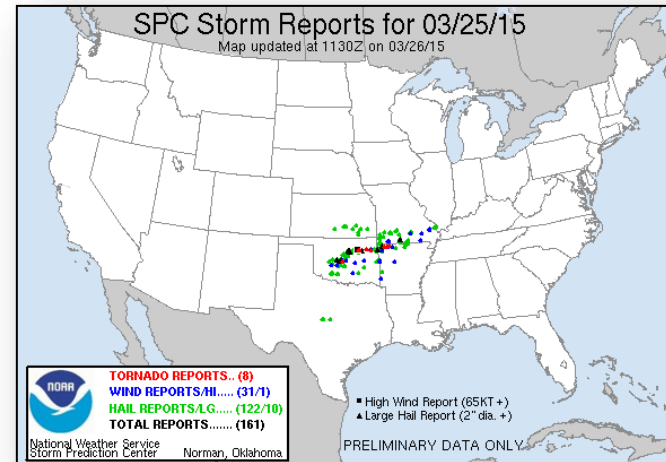 SPC Storm Reports for 03/25/15
Map updated at 1130Z on 03/26/15
NOAA
TORNADO REPORTS.. (8)
WIND REPORTS/HI..... (31/1)
HAIL REPORTS/LG..... (122/10)
TOTAL REPORTS....... (161)
National Weather Service
Storm Prediction Center Norman, Oklahoma
High Wind Report (65KT +)
Large Hail Report (2" dia. +)
PRELIMINARY DATA ONLY